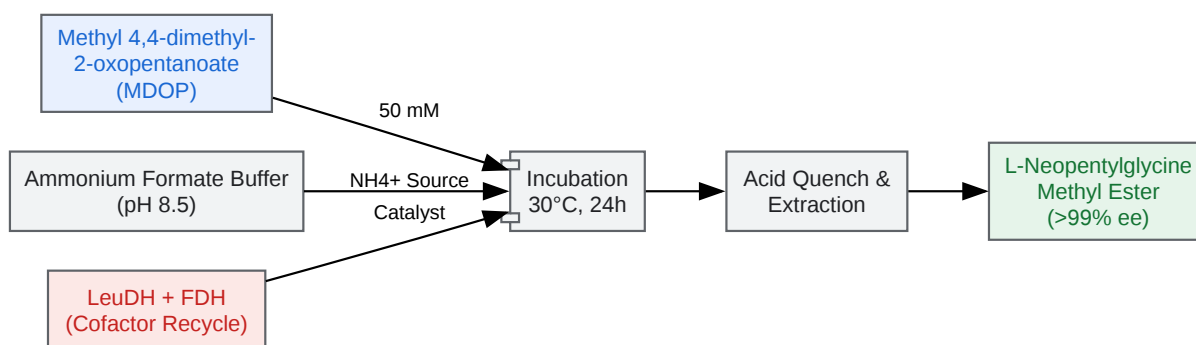 Methyl 4,4-dimethyl-
2-oxopentanoate
(MDOP)
50 mM
Ammonium Formate Buffer
(pH 8.5)
NH4+ Source
Catalyst
LeuDH + FDH
(Cofactor Recycle)
Incubation
30°C, 24h
Acid Quench &
Extraction
L-Neopentylglycine
Methyl Ester
(>99% ee)